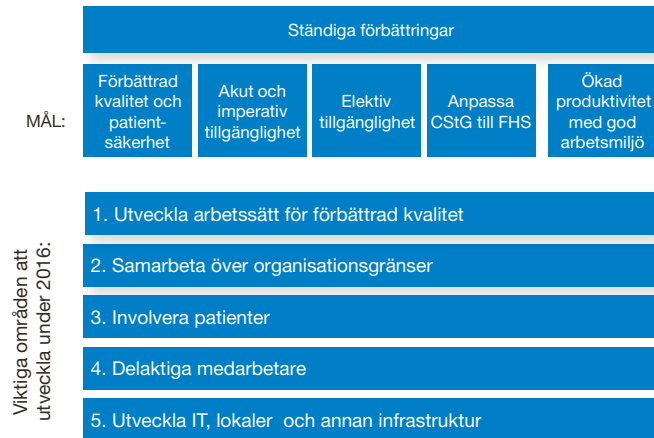 Ständiga förbättringar
MÅL:
Förbättrad
kvalitet och
patient-
säkerhet
Akut och
imperativ
tillgänglighet
Elektiv
tillgänglighet
Anpassa
CStG till FHS
Ökad
produktivitet
med god
arbetsmiljö
Viktiga områden att
utveckla under 2016:
1. Utveckla arbetssätt för förbättrad kvalitet
2. Samarbeta över organisationsgränser
3. Involvera patienter
4. Delaktiga medarbetare
5. Utveckla IT, lokaler och annan infrastruktur